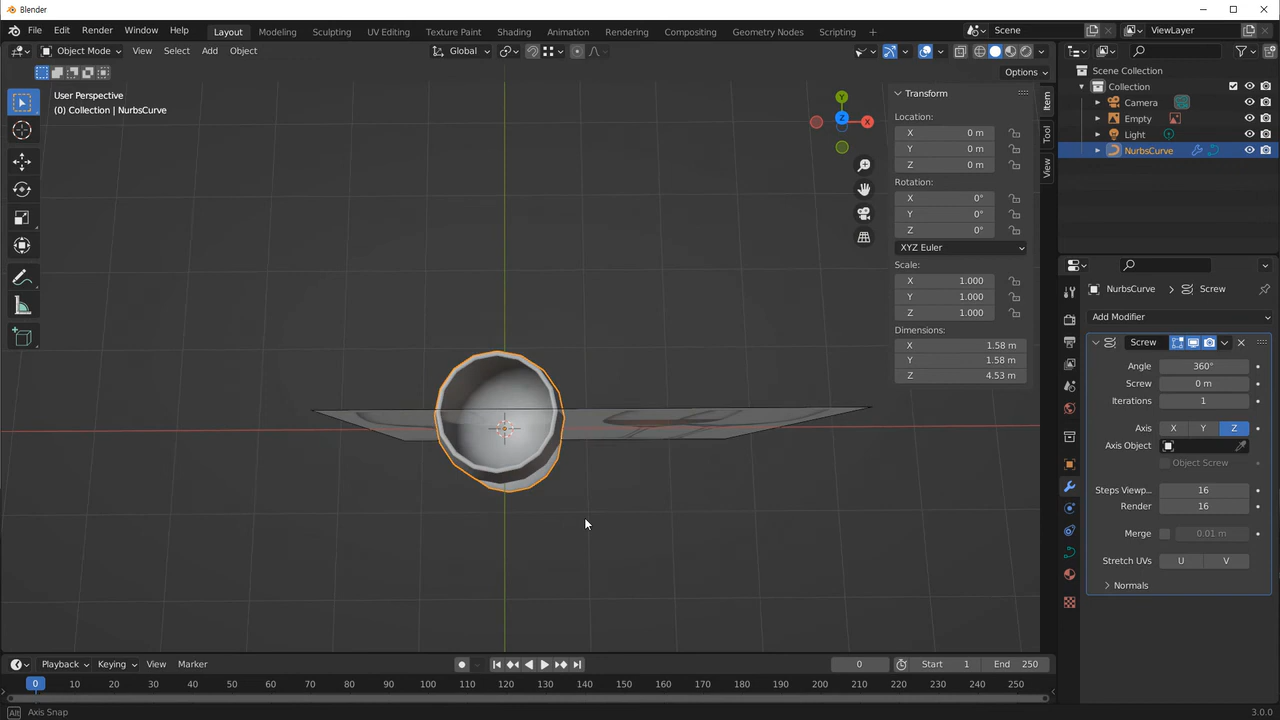 Blender
File Edit Render Window Help Layout Modeling Sculpting UV Editing Texture Paint Shading Animation Rendering Compositing Geometry Nodes Scripting + Scene ViewLayer
Object Mode View Select Add Object Global
Options
User Perspective
(0) Collection | NurbsCurve
Y
Z
X
Transform
Location:
X 0 m
Y 0 m
Z 0 m
Rotation:
X 0°
Y 0°
Z 0°
XYZ Euler
Scale:
X 1.000
Y 1.000
Z 1.000
Dimensions:
X 1.58 m
Y 1.58 m
Z 4.53 m
Item
Tool
View
Scene Collection
Collection
Camera
Empty
Light
NurbsCurve
NurbsCurve > Screw
Add Modifier
Screw
Angle 360°
Screw 0 m
Iterations 1
Axis X Y Z
Axis Object
Object Screw
Steps Viewp... 16
Render 16
Merge 0.01 m
Stretch UVs U V
Normals
Playback Keying View Marker 0 Start 1 End 250
0 10 20 30 40 50 60 70 80 90 100 110 120 130 140 150 160 170 180 190 200 210 220 230 240 250
Alt Axis Snap 3.0.0